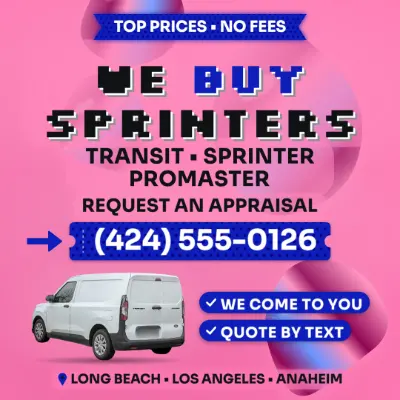 TOP PRICES ▪ NO FEES
WE BUY
SPRINTERS
TRANSIT ▪ SPRINTER
PROMASTER
REQUEST AN APPRAISAL
(424) 555-0126
WE COME TO YOU
QUOTE BY TEXT
LONG BEACH ▪ LOS ANGELES ▪ ANAHEIM